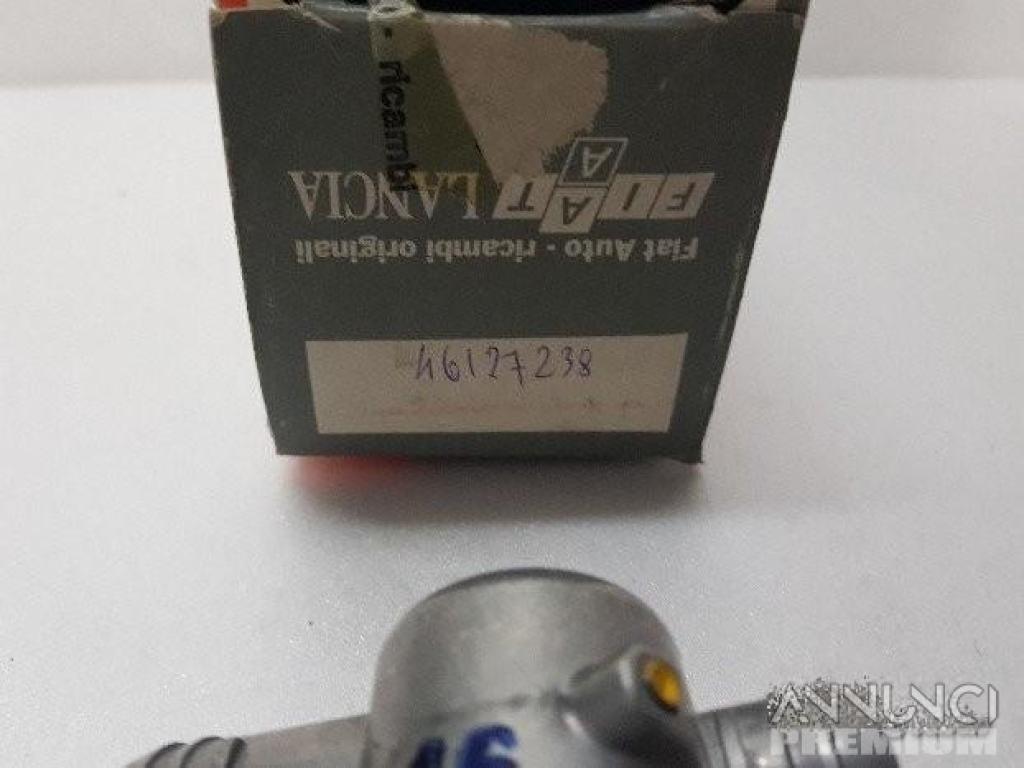 - ricambi
FIAT LANCIA
A
Fiat Auto - ricambi originali
46127238
ANNUNCI
PREMIUM